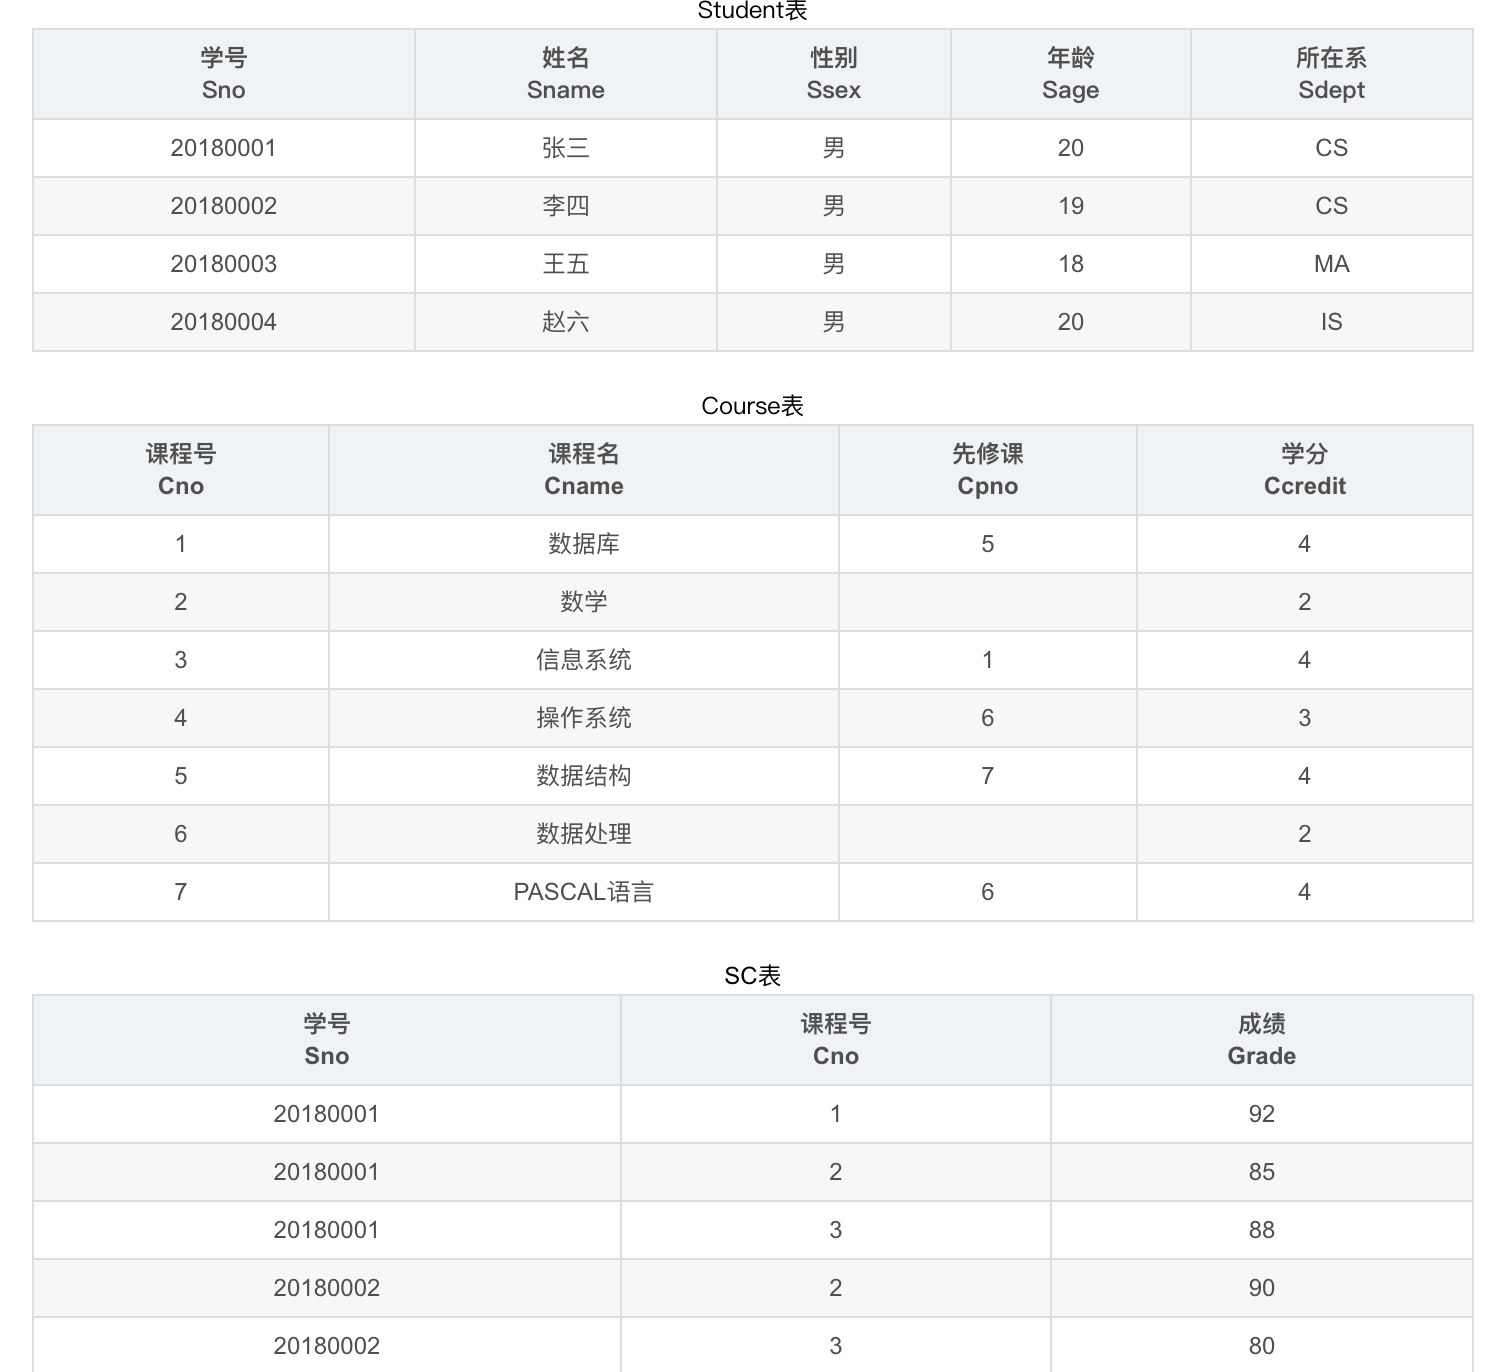 Student表
学号 姓名 性别 年龄 所在系
Sno Sname Ssex Sage Sdept
20180001 张三 男 20 CS
20180002 李四 男 19 CS
20180003 王五 男 18 MA
20180004 赵六 男 20 IS
Course表
课程号 课程名 先修课 学分
Cno Cname Cpno Ccredit
1 数据库 5 4
2 数学 2
3 信息系统 1 4
4 操作系统 6 3
5 数据结构 7 4
6 数据处理 2
7 PASCAL语言 6 4
SC表
学号 课程号 成绩
Sno Cno Grade
20180001 1 92
20180001 2 85
20180001 3 88
20180002 2 90
20180002 3 80